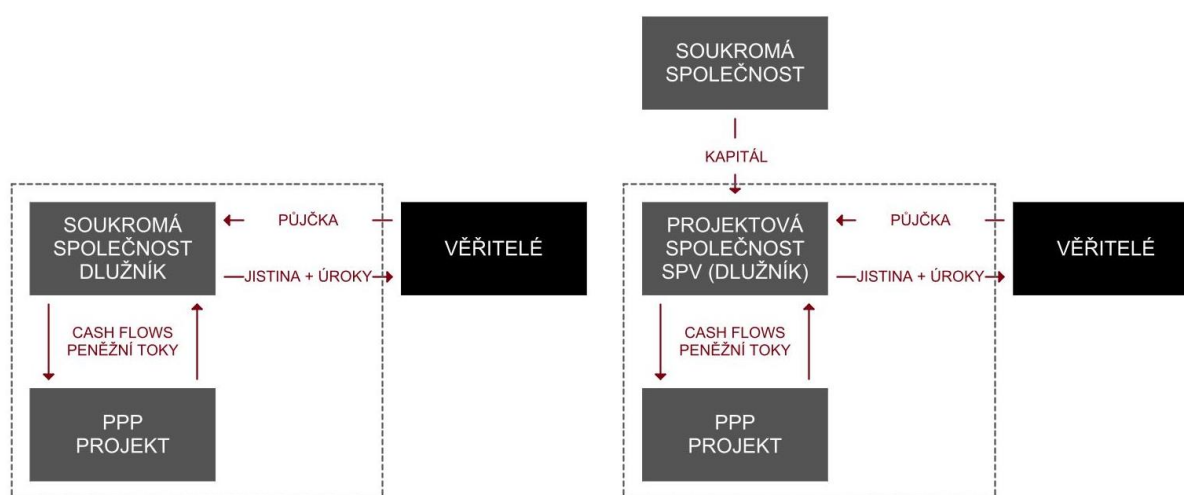 SOUKROMÁ
SPOLEČNOST
DLUŽNÍK
PŮJČKA
JISTINA + ÚROKY
VĚŘITELÉ
CASH FLOWS
PENĚŽNÍ TOKY
PPP
PROJEKT
SOUKROMÁ
SPOLEČNOST
KAPITÁL
PROJEKTOVÁ
SPOLEČNOST
SPV (DLUŽNÍK)
PŮJČKA
JISTINA + ÚROKY
VĚŘITELÉ
CASH FLOWS
PENĚŽNÍ TOKY
PPP
PROJEKT